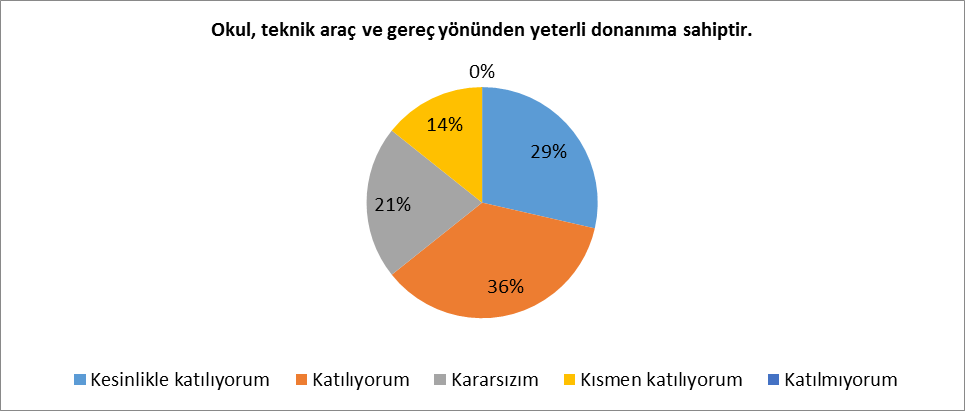 Okul, teknik araç ve gereç yönünden yeterli donanıma sahiptir.
0%
14%
29%
21%
36%
Kesinlikle katılıyorum Katılıyorum Kararsızım Kısmen katılıyorum Katılmıyorum